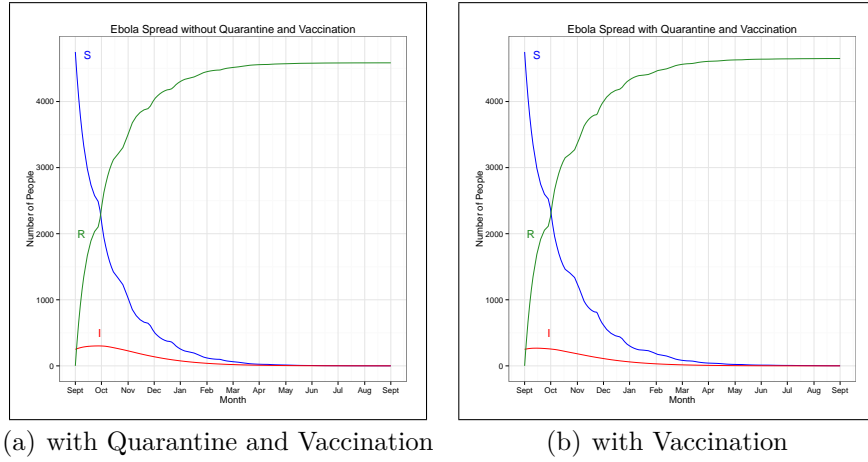 Ebola Spread without Quarantine and Vaccination
S
R
I
Number of People
4000
3000
2000
1000
0
Sept Oct Nov Dec Jan Feb Mar Apr May Jun Jul Aug Sept
Month
(a) with Quarantine and Vaccination
Ebola Spread with Quarantine and Vaccination
S
R
I
Number of People
4000
3000
2000
1000
0
Sept Oct Nov Dec Jan Feb Mar Apr May Jun Jul Aug Sept
Month
(b) with Vaccination